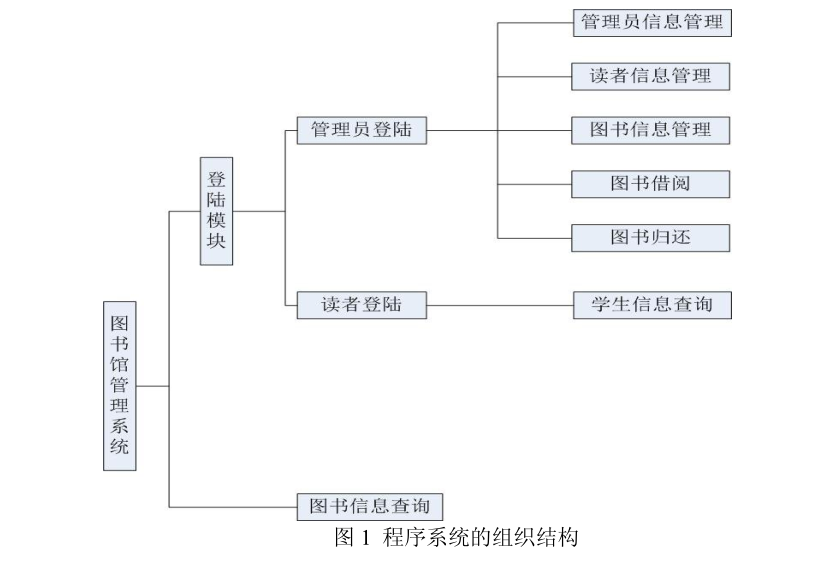 管理员信息管理
读者信息管理
管理员登陆
图书信息管理
登陆模块
图书借阅
图书归还
读者登陆
学生信息查询
图书馆管理系统
图书信息查询
图 1 程序系统的组织结构